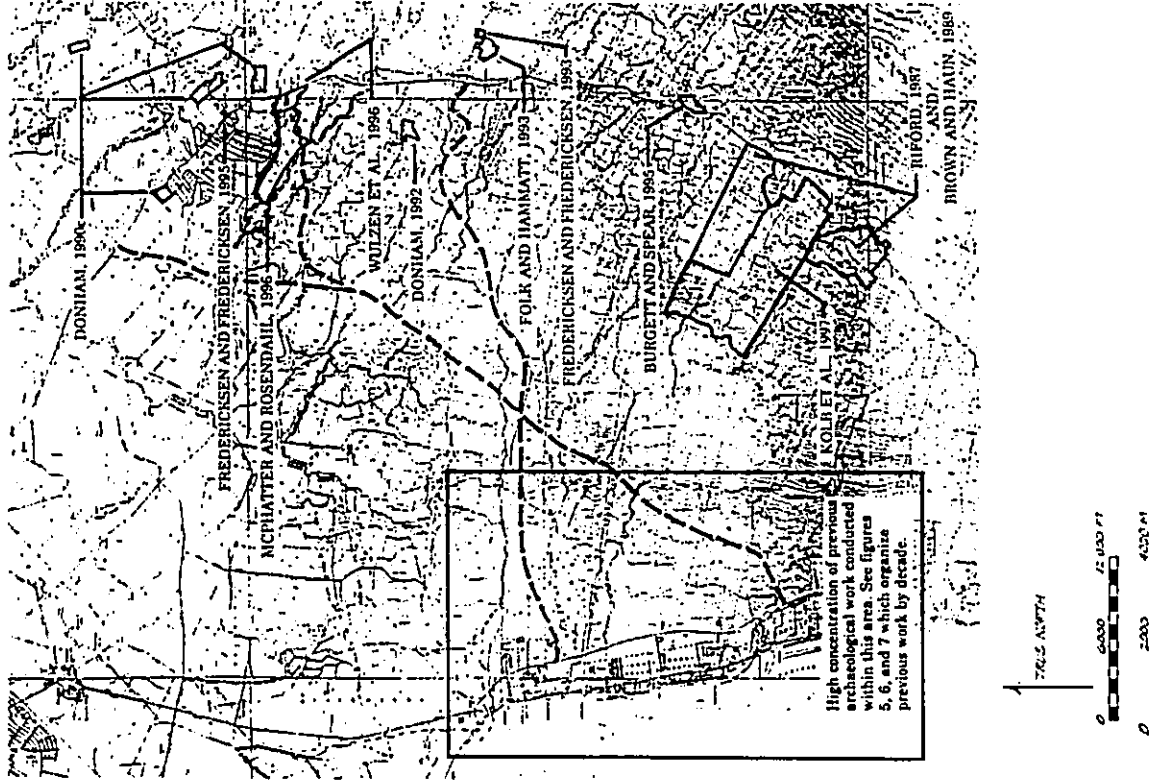 DONHAM, 1990c
FREDERICKSEN AND FREDERICKSEN, 1995
MCPHATTER AND ROSENDAHL, 1996
WULZEN ET AL. 1996
DONHAM, 1992
FOLK AND HAMMATT, 1993
FREDERICKSEN AND FREDERICKSEN, 1993
BURGETT AND SPEAR, 1995
KOLB ET AL. 1997
RIFORD, 1987
AND
BROWN AND HAUN, 1989
High concentration of previous
archaeological work conducted
within this area. See figures
5, 6, and 7 which organize
previous work by decade.
TRUE NORTH
0 6000 12 000 FT
0 2000 4000 M